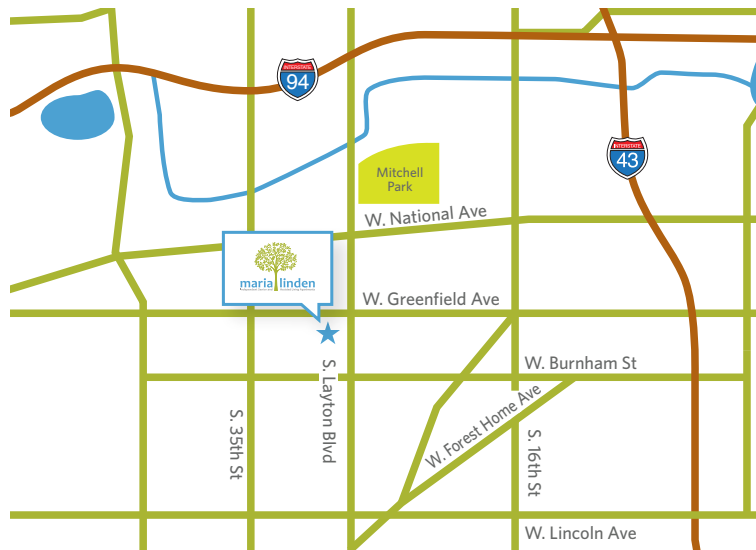 INTERSTATE
94
INTERSTATE
43
Mitchell
Park
W. National Ave
maria linden
W. Greenfield Ave
W. Burnham St
S. Layton Blvd
S. 35th St
W. Forest Home Ave
S. 16th St
W. Lincoln Ave